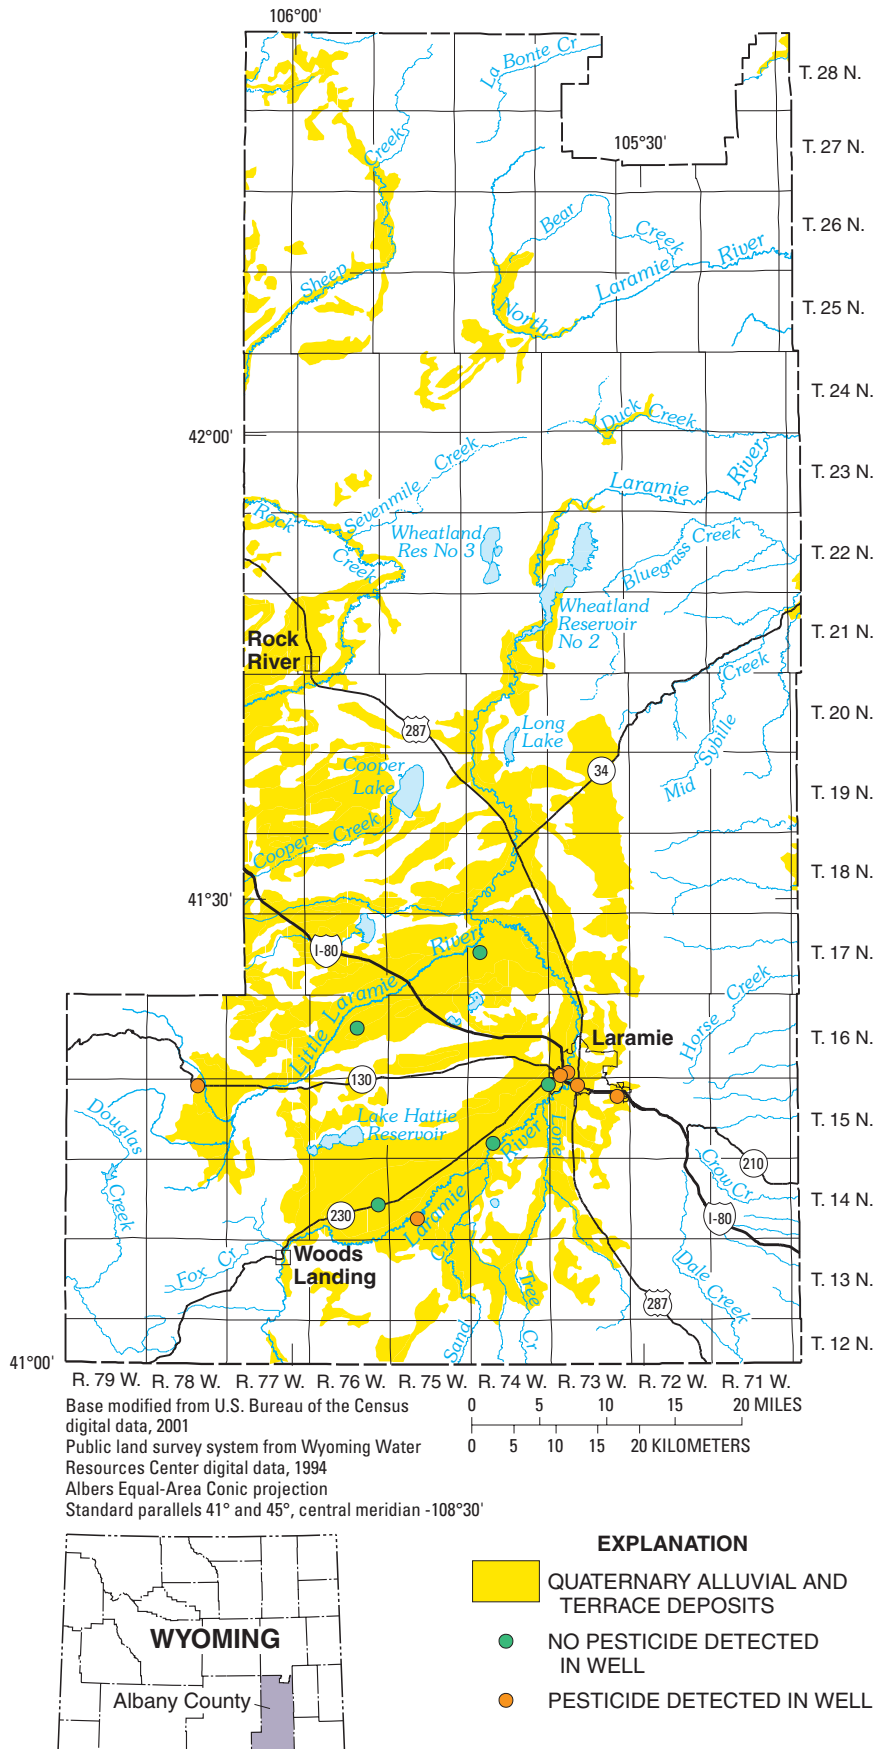 106°00'
La Bonte Cr
T. 28 N.
105°30'
T. 27 N.
Creek
Bear
Creek
T. 26 N.
River
Sheep
Laramie
North
T. 25 N.
T. 24 N.
Duck Creek
42°00'
Creek
T. 23 N.
River
Laramie
Sevenmile
Rock
Wheatland
Res No 3
Creek
T. 22 N.
Bluegrass Creek
Wheatland
Reservoir
No 2
T. 21 N.
Rock
River
Creek
T. 20 N.
287
Long
Lake
Mid Sybille
34
Cooper
Lake
T. 19 N.
Cooper Creek
T. 18 N.
41°30'
I-80
River
T. 17 N.
Little Laramie
Horse Creek
Laramie
T. 16 N.
130
Douglas
Creek
Lake Hattie
Reservoir
River
Lone
T. 15 N.
210
Crow Cr
T. 14 N.
230
Laramie
I-80
Cr
Fox Cr
Woods
Landing
Tree
Cr
Dale Creek
T. 13 N.
287
Sand
T. 12 N.
41°00'
R. 79 W. R. 78 W. R. 77 W. R. 76 W. R. 75 W. R. 74 W. R. 73 W. R. 72 W. R. 71 W.
Base modified from U.S. Bureau of the Census
digital data, 2001
Public land survey system from Wyoming Water
Resources Center digital data, 1994
Albers Equal-Area Conic projection
Standard parallels 41° and 45°, central meridian -108°30'
0 5 10 15 20 MILES
0 5 10 15 20 KILOMETERS
WYOMING
Albany County
EXPLANATION
QUATERNARY ALLUVIAL AND
TERRACE DEPOSITS
NO PESTICIDE DETECTED
IN WELL
PESTICIDE DETECTED IN WELL